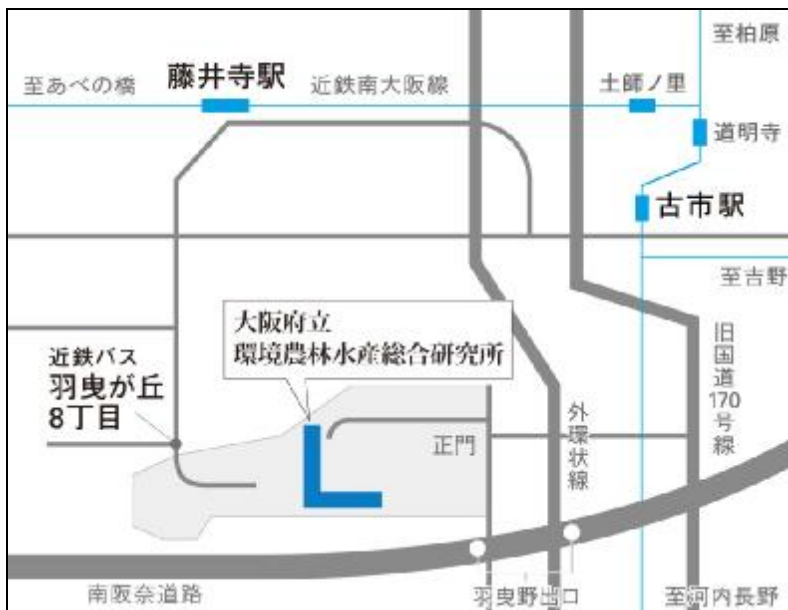 至柏原
至あべの橋
藤井寺駅
近鉄南大阪線
土師ノ里
道明寺
古市駅
至吉野
大阪府立
環境農林水産総合研究所
近鉄バス
羽曳が丘
8丁目
正門
外環状線
旧国道170号線
南阪奈道路
羽曳野出口
至河内長野